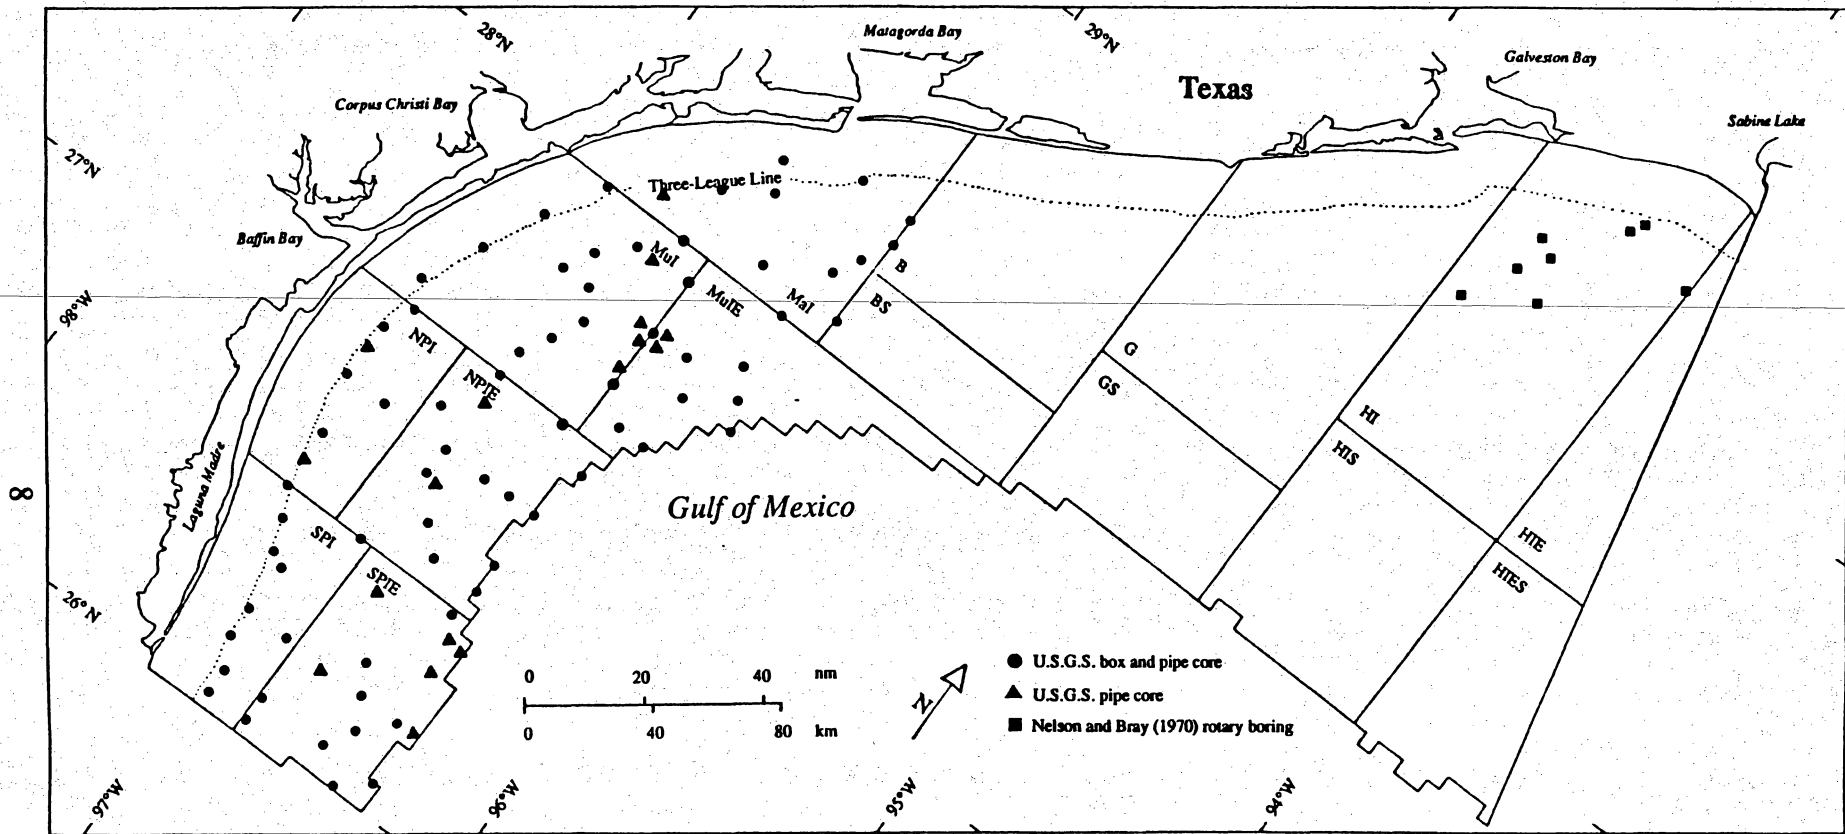 28°N
Matagorda Bay
29°N
Galveston Bay
Texas
Corpus Christi Bay
Sabine Lake
27°N
Three-League Line
Baffin Bay
MuI
B
MuIE
MaI
BS
98°W
NPI
G
NPIE
GS
HI
HIS
Laguna Madre
8
Gulf of Mexico
SPI
HIE
SPIE
HIES
26° N
0 20 40 nm
0 40 80 km
N
U.S.G.S. box and pipe core
U.S.G.S. pipe core
Nelson and Bray (1970) rotary boring
97°W
96°W
95°W
94°W